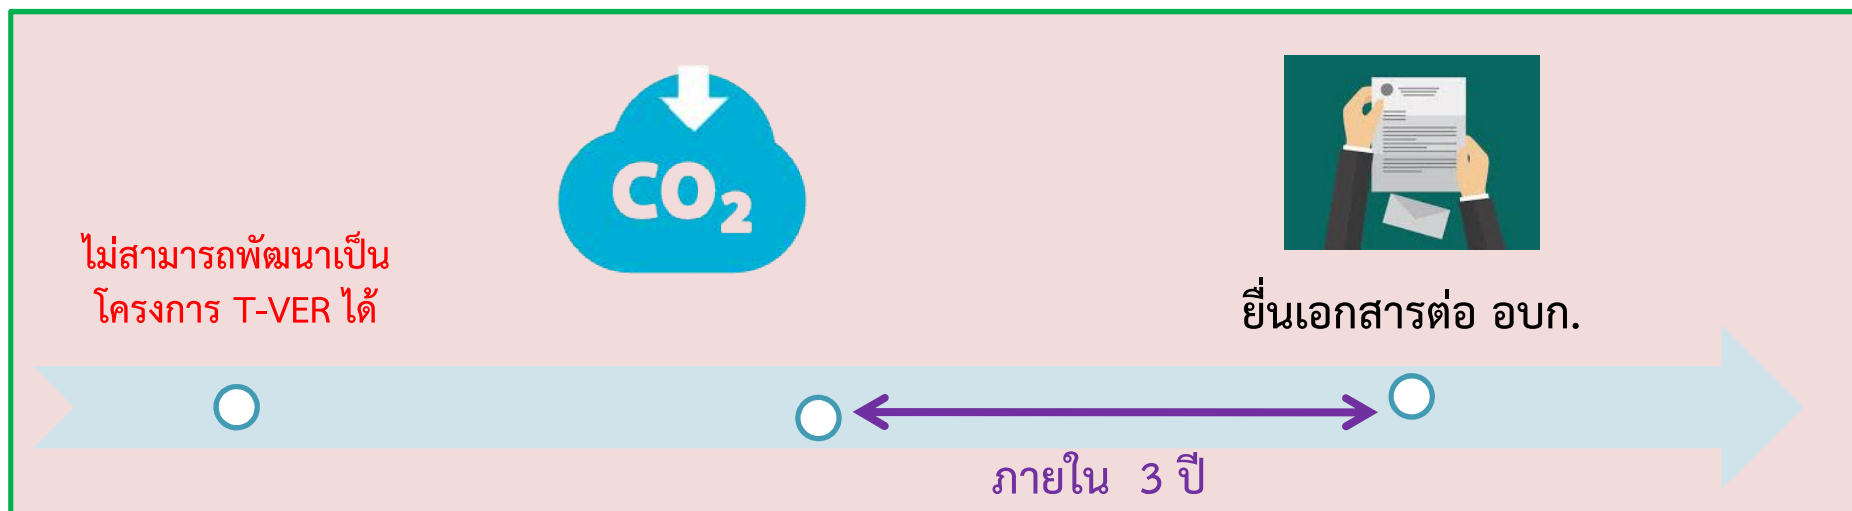 CO₂
ไม่สามารถพัฒนาเป็น
โครงการ T-VER ได้
ยื่นเอกสารต่อ อบก.
ภายใน 3 ปี